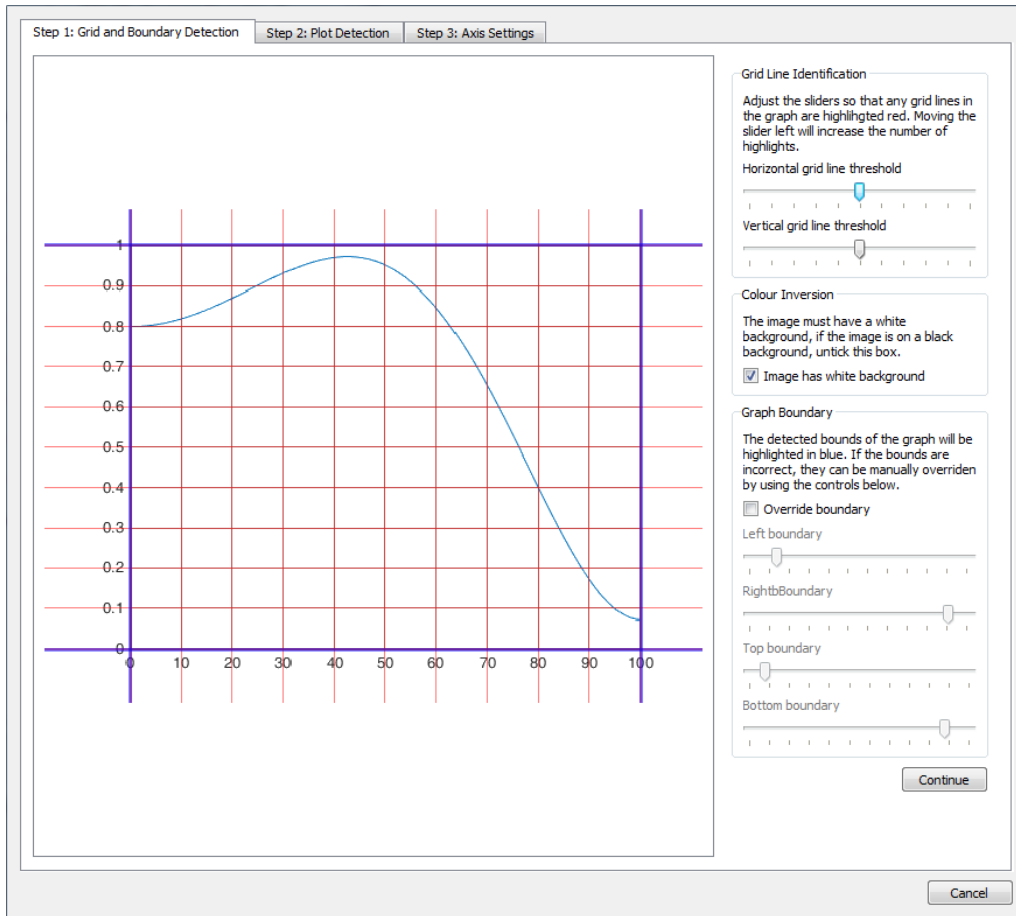 Step 1: Grid and Boundary Detection
Step 2: Plot Detection
Step 3: Axis Settings
1
0.9
0.8
0.7
0.6
0.5
0.4
0.3
0.2
0.1
0
0 10 20 30 40 50 60 70 80 90 100
Grid Line Identification
Adjust the sliders so that any grid lines in
the graph are highlihgted red. Moving the
slider left will increase the number of
highlights.
Horizontal grid line threshold
Vertical grid line threshold
Colour Inversion
The image must have a white
background, if the image is on a black
background, untick this box.
Image has white background
Graph Boundary
The detected bounds of the graph will be
highlighted in blue. If the bounds are
incorrect, they can be manually overriden
by using the controls below.
Override boundary
Left boundary
RightbBoundary
Top boundary
Bottom boundary
Continue
Cancel